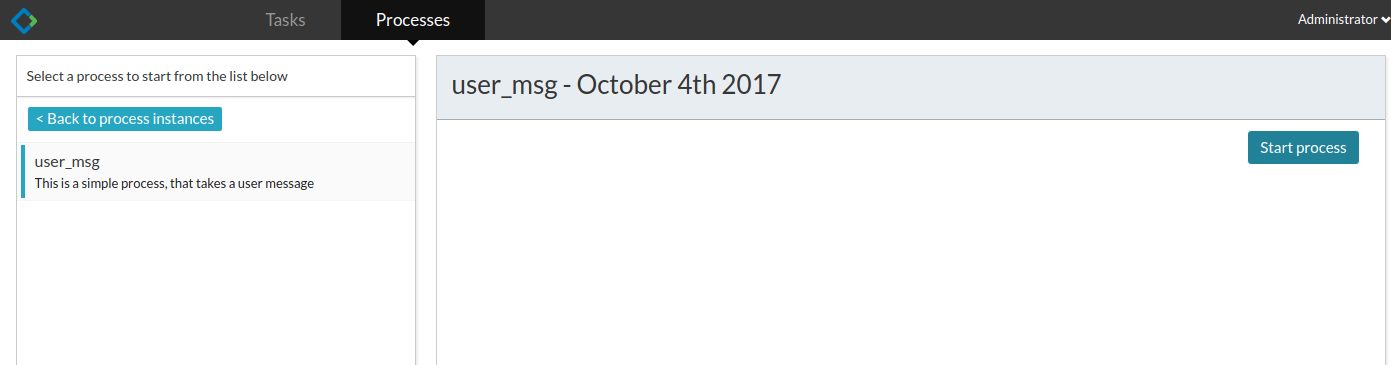 Tasks
Processes
Administrator
Select a process to start from the list below
< Back to process instances
user_msg
This is a simple process, that takes a user message
user_msg - October 4th 2017
Start process